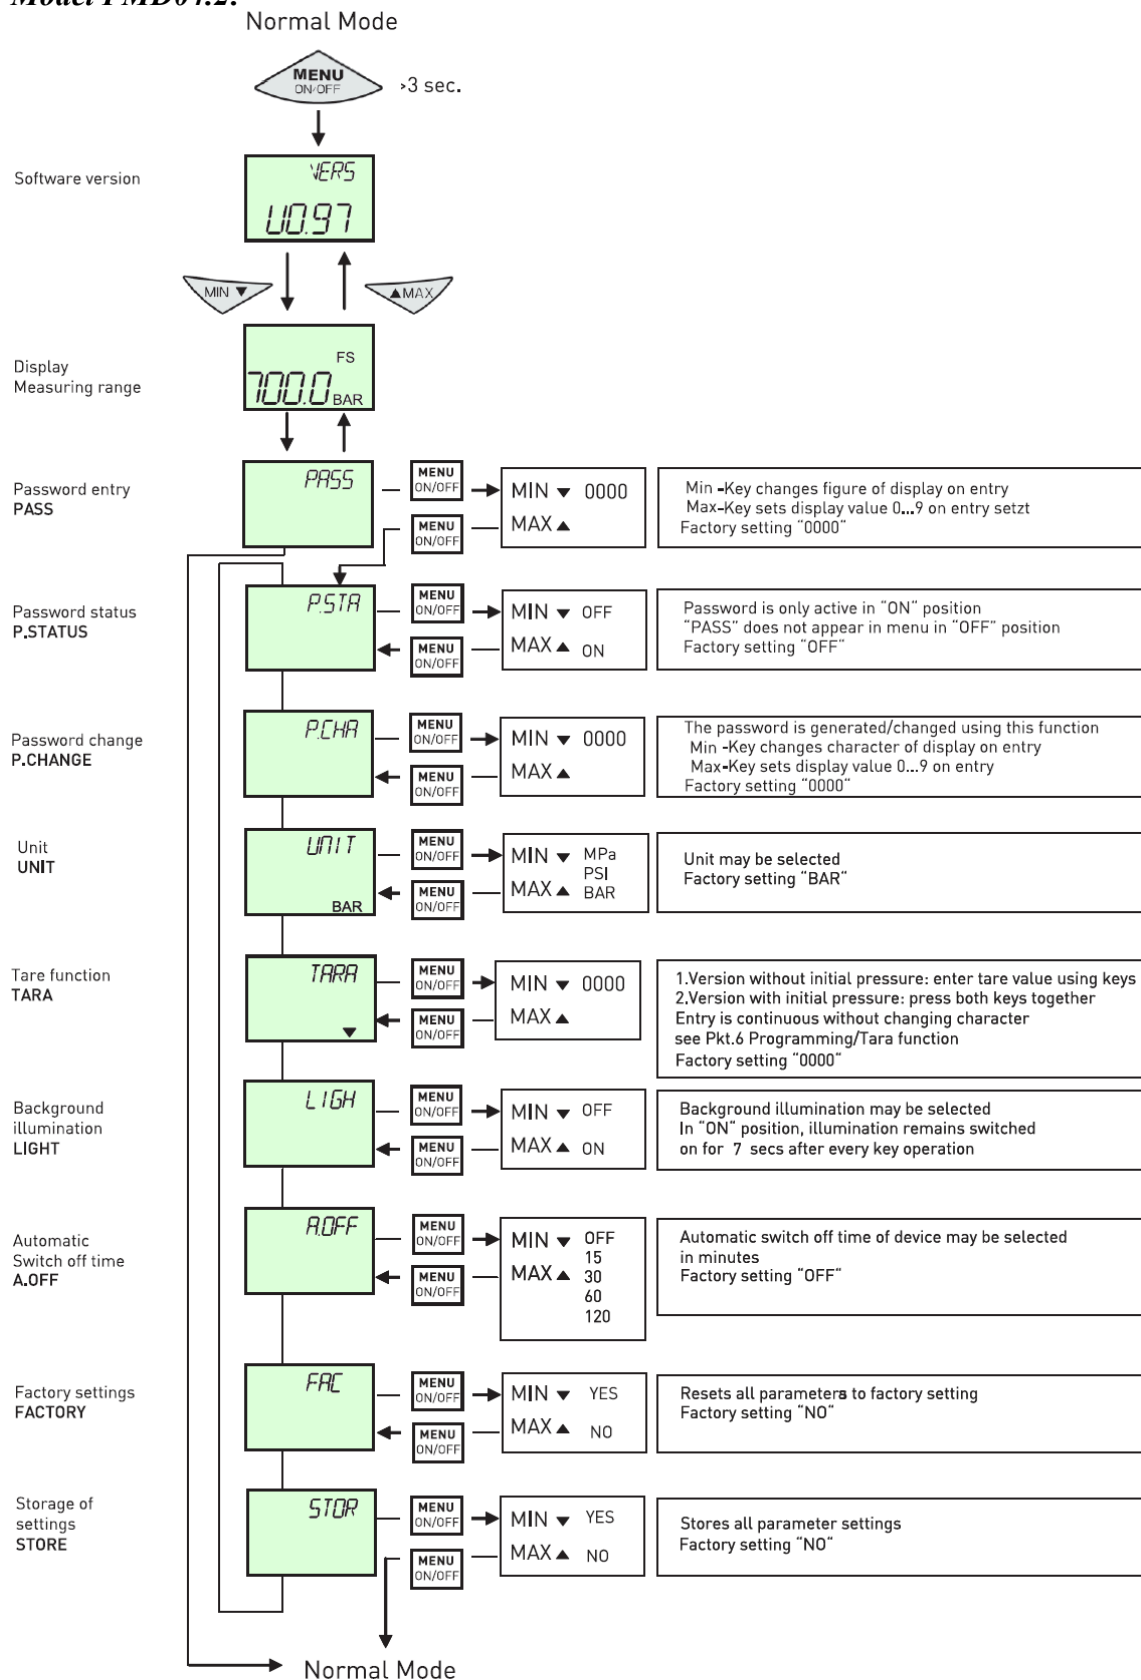 Model PMD04.2:
Normal Mode
MENU
ON/OFF
>3 sec.
Software version
VERS
U0.97
MIN ▼
▲MAX
Display
Measuring range
FS
700.0 BAR
Password entry
PASS
PASS
MENU
ON/OFF
MENU
ON/OFF
MIN ▼ 0000
MAX ▲
Min -Key changes figure of display on entry
Max-Key sets display value 0...9 on entry setzt
Factory setting "0000"
Password status
P.STATUS
P.STA
MENU
ON/OFF
MENU
ON/OFF
MIN ▼ OFF
MAX ▲ ON
Password is only active in "ON" position
"PASS" does not appear in menu in "OFF" position
Factory setting "OFF"
Password change
P.CHANGE
P.CHA
MENU
ON/OFF
MENU
ON/OFF
MIN ▼ 0000
MAX ▲
The password is generated/changed using this function
Min -Key changes character of display on entry
Max-Key sets display value 0...9 on entry
Factory setting "0000"
Unit
UNIT
UNIT
BAR
MENU
ON/OFF
MENU
ON/OFF
MIN ▼ MPa
PSI
MAX ▲ BAR
Unit may be selected
Factory setting "BAR"
Tare function
TARA
TARA
▼
MENU
ON/OFF
MENU
ON/OFF
MIN ▼ 0000
MAX ▲
1.Version without initial pressure: enter tare value using keys
2.Version with initial pressure: press both keys together
Entry is continuous without changing character
see Pkt.6 Programming/Tara function
Factory setting "0000"
Background
illumination
LIGHT
LIGH
MENU
ON/OFF
MENU
ON/OFF
MIN ▼ OFF
MAX ▲ ON
Background illumination may be selected
In "ON" position, illumination remains switched
on for 7 secs after every key operation
Automatic
Switch off time
A.OFF
A.OFF
MENU
ON/OFF
MENU
ON/OFF
MIN ▼ OFF
15
MAX ▲ 30
60
120
Automatic switch off time of device may be selected
in minutes
Factory setting "OFF"
Factory settings
FACTORY
FAC
MENU
ON/OFF
MENU
ON/OFF
MIN ▼ YES
MAX ▲ NO
Resets all parameters to factory setting
Factory setting "NO"
Storage of
settings
STORE
STOR
MENU
ON/OFF
MENU
ON/OFF
MIN ▼ YES
MAX ▲ NO
Stores all parameter settings
Factory setting "NO"
Normal Mode